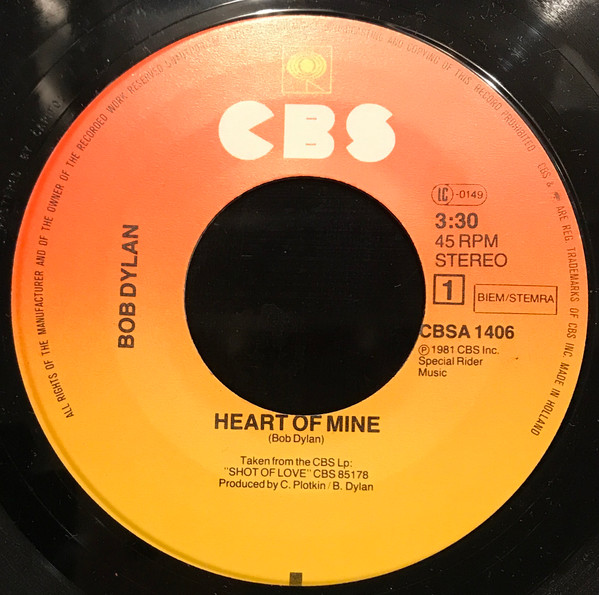 ALL RIGHTS OF THE MANUFACTURER AND OF THE OWNER OF THE RECORDED WORK RESERVED COPYING OF THIS RECORD PROHIBITED CBS & ARE REG. TRADEMARKS OF CBS INC. MADE IN HOLLAND
CBS
LC-0149
3:30
45 RPM
STEREO
1
BIEM/STEMRA
CBSA 1406
℗ 1981 CBS Inc.
Special Rider
Music
BOB DYLAN
HEART OF MINE
(Bob Dylan)
Taken from the CBS Lp:
"SHOT OF LOVE" CBS 85178
Produced by C. Plotkin / B. Dylan